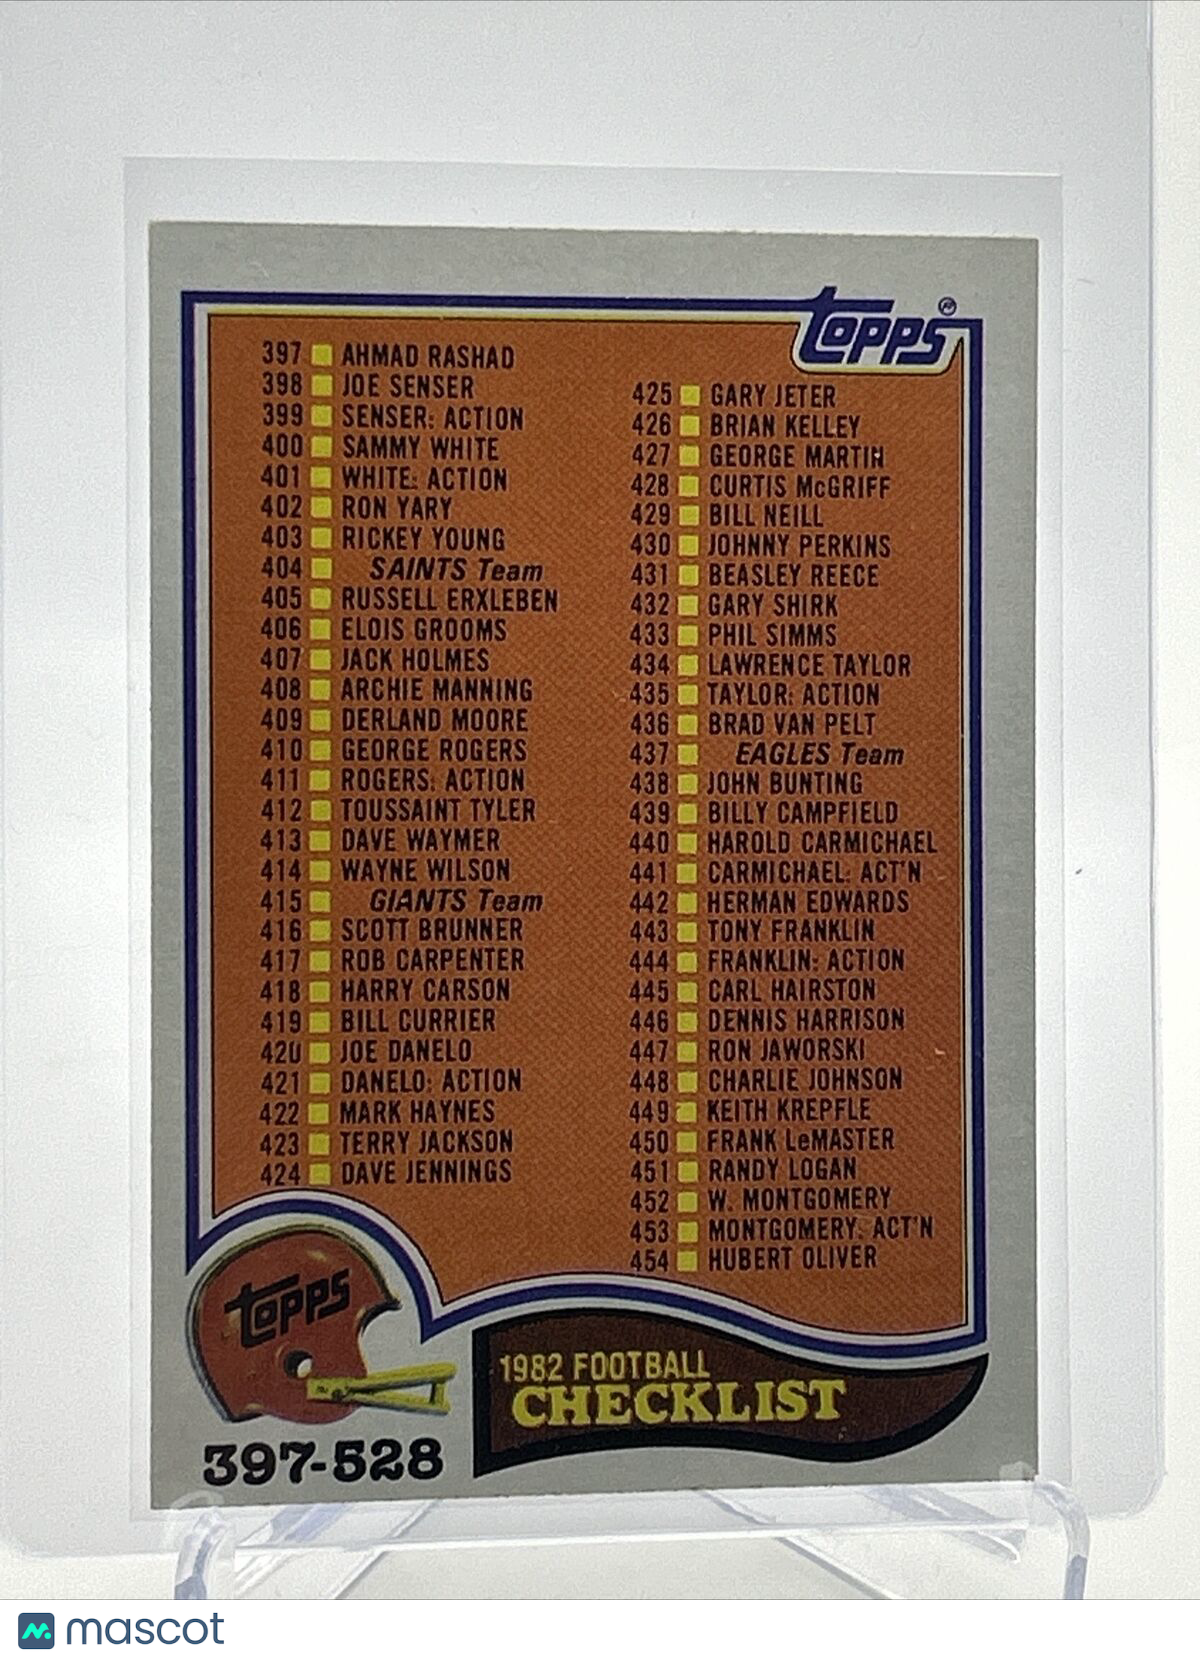 topps®
397 AHMAD RASHAD
398 JOE SENSER
399 SENSER: ACTION
400 SAMMY WHITE
401 WHITE: ACTION
402 RON YARY
403 RICKEY YOUNG
404 SAINTS Team
405 RUSSELL ERXLEBEN
406 ELOIS GROOMS
407 JACK HOLMES
408 ARCHIE MANNING
409 DERLAND MOORE
410 GEORGE ROGERS
411 ROGERS: ACTION
412 TOUSSAINT TYLER
413 DAVE WAYMER
414 WAYNE WILSON
415 GIANTS Team
416 SCOTT BRUNNER
417 ROB CARPENTER
418 HARRY CARSON
419 BILL CURRIER
420 JOE DANELO
421 DANELO: ACTION
422 MARK HAYNES
423 TERRY JACKSON
424 DAVE JENNINGS
425 GARY JETER
426 BRIAN KELLEY
427 GEORGE MARTIN
428 CURTIS McGRIFF
429 BILL NEILL
430 JOHNNY PERKINS
431 BEASLEY REECE
432 GARY SHIRK
433 PHIL SIMMS
434 LAWRENCE TAYLOR
435 TAYLOR: ACTION
436 BRAD VAN PELT
437 EAGLES Team
438 JOHN BUNTING
439 BILLY CAMPFIELD
440 HAROLD CARMICHAEL
441 CARMICHAEL: ACT'N
442 HERMAN EDWARDS
443 TONY FRANKLIN
444 FRANKLIN: ACTION
445 CARL HAIRSTON
446 DENNIS HARRISON
447 RON JAWORSKI
448 CHARLIE JOHNSON
449 KEITH KREPFLE
450 FRANK LeMASTER
451 RANDY LOGAN
452 W. MONTGOMERY
453 MONTGOMERY: ACT'N
454 HUBERT OLIVER
topps
1982 FOOTBALL
CHECKLIST
397-528
mascot